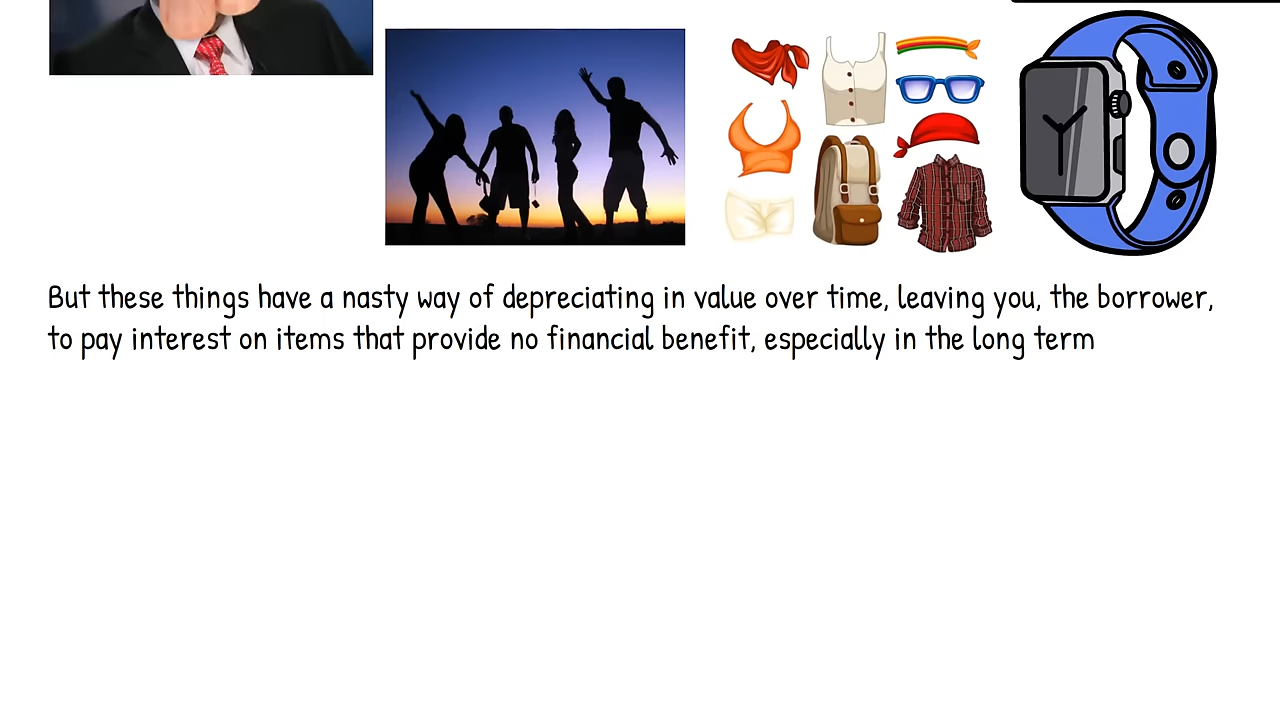 But these things have a nasty way of depreciating in value over time, leaving you, the borrower,
to pay interest on items that provide no financial benefit, especially in the long term